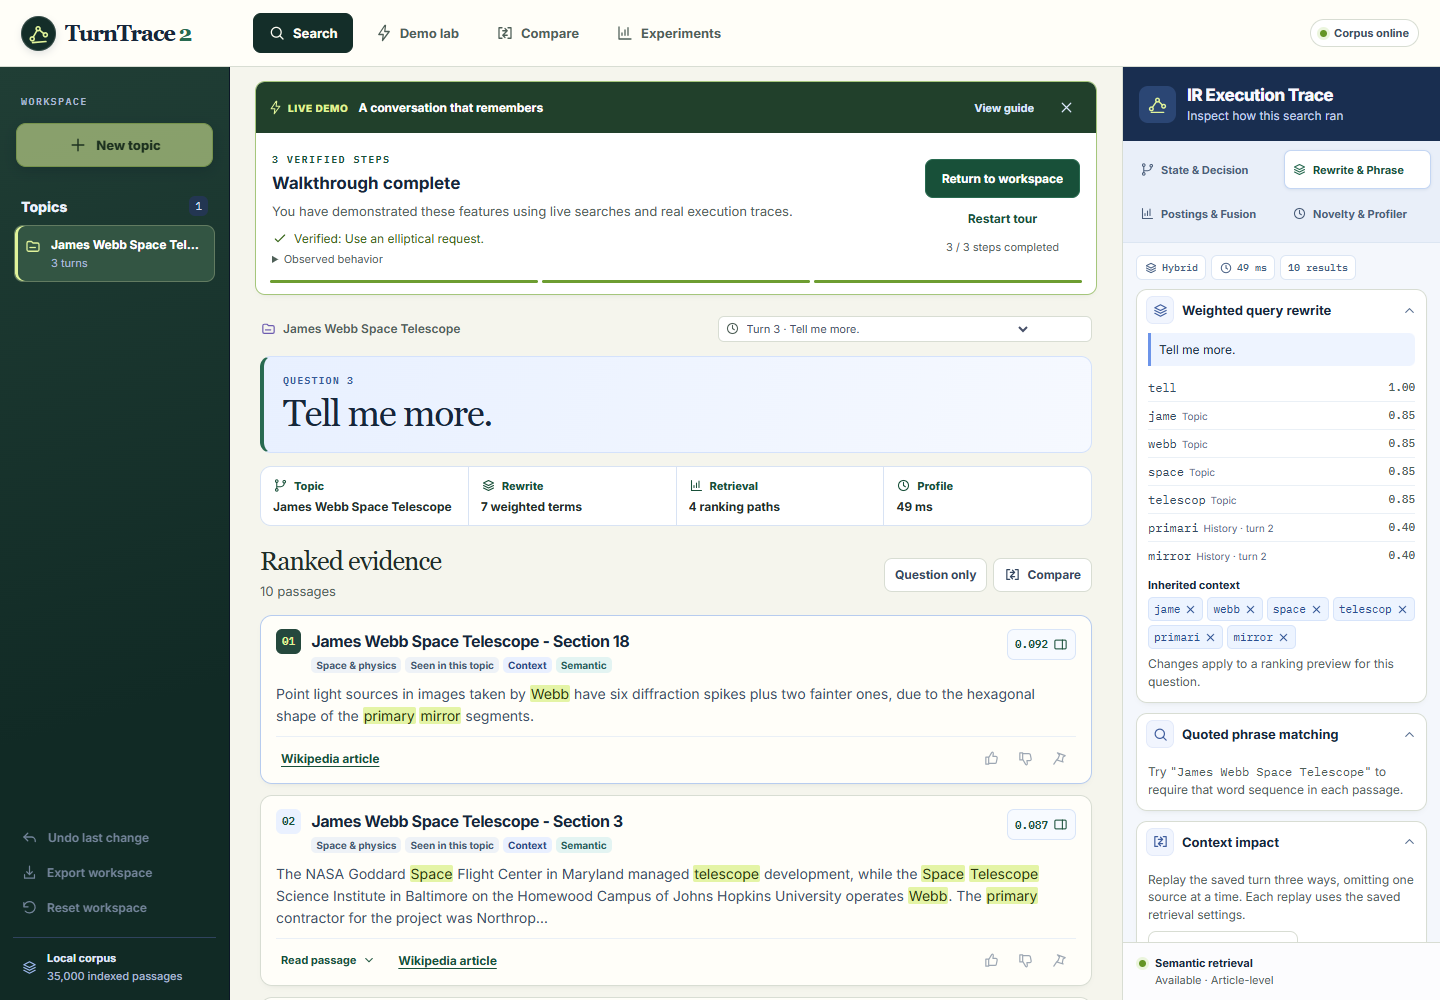 TurnTrace 2
Search
Demo lab
Compare
Experiments
Corpus online
WORKSPACE
New topic
Topics
1
James Webb Space Tel...
3 turns
Undo last change
Export workspace
Reset workspace
Local corpus
35,000 indexed passages
LIVE DEMO
A conversation that remembers
View guide
3 VERIFIED STEPS
Walkthrough complete
You have demonstrated these features using live searches and real execution traces.
Verified: Use an elliptical request.
Observed behavior
Return to workspace
Restart tour
3 / 3 steps completed
James Webb Space Telescope
Turn 3 · Tell me more.
QUESTION 3
Tell me more.
Topic
James Webb Space Telescope
Rewrite
7 weighted terms
Retrieval
4 ranking paths
Profile
49 ms
Ranked evidence
10 passages
Question only
Compare
01
James Webb Space Telescope - Section 18
0.092
Space & physics
Seen in this topic
Context
Semantic
Point light sources in images taken by Webb have six diffraction spikes plus two fainter ones, due to the hexagonal
shape of the primary mirror segments.
Wikipedia article
02
James Webb Space Telescope - Section 3
0.087
Space & physics
Seen in this topic
Context
Semantic
The NASA Goddard Space Flight Center in Maryland managed telescope development, while the Space Telescope
Science Institute in Baltimore on the Homewood Campus of Johns Hopkins University operates Webb. The primary
contractor for the project was Northrop...
Read passage
Wikipedia article
IR Execution Trace
Inspect how this search ran
State & Decision
Rewrite & Phrase
Postings & Fusion
Novelty & Profiler
Hybrid
49 ms
10 results
Weighted query rewrite
Tell me more.
tell 1.00
jame Topic 0.85
webb Topic 0.85
space Topic 0.85
telescop Topic 0.85
primari History · turn 2 0.40
mirror History · turn 2 0.40
Inherited context
jame
webb
space
telescop
primari
mirror
Changes apply to a ranking preview for this
question.
Quoted phrase matching
Try "James Webb Space Telescope" to
require that word sequence in each passage.
Context impact
Replay the saved turn three ways, omitting one
source at a time. Each replay uses the saved
retrieval settings.
Semantic retrieval
Available · Article-level